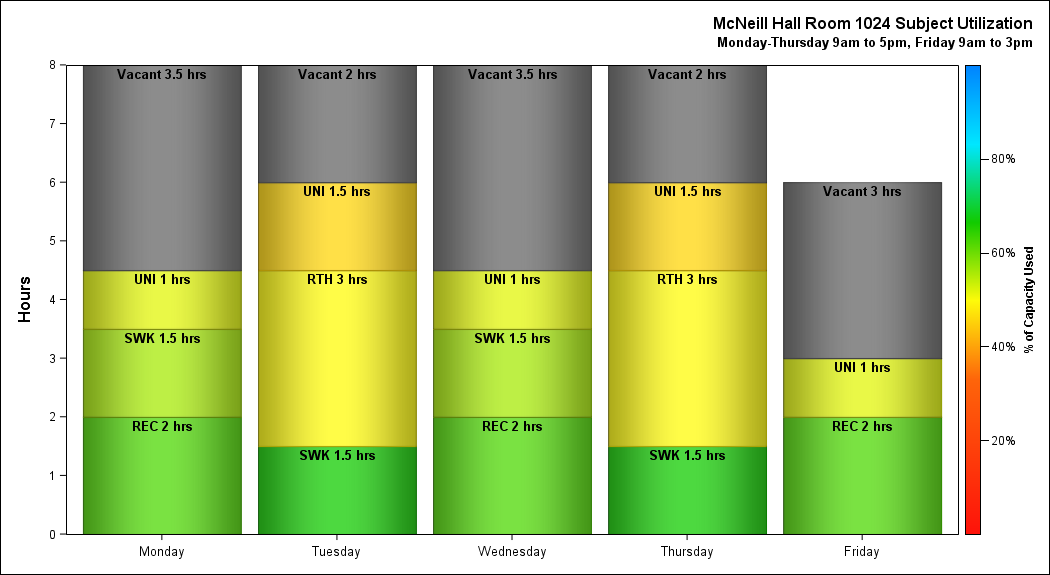 McNeill Hall Room 1024 Subject Utilization
Monday-Thursday 9am to 5pm, Friday 9am to 3pm
Hours
8
7
6
5
4
3
2
1
0
Vacant 3.5 hrs
UNI 1 hrs
SWK 1.5 hrs
REC 2 hrs
Vacant 2 hrs
UNI 1.5 hrs
RTH 3 hrs
SWK 1.5 hrs
Vacant 3.5 hrs
UNI 1 hrs
SWK 1.5 hrs
REC 2 hrs
Vacant 2 hrs
UNI 1.5 hrs
RTH 3 hrs
SWK 1.5 hrs
Vacant 3 hrs
UNI 1 hrs
REC 2 hrs
Monday
Tuesday
Wednesday
Thursday
Friday
80%
60%
40%
20%
% of Capacity Used